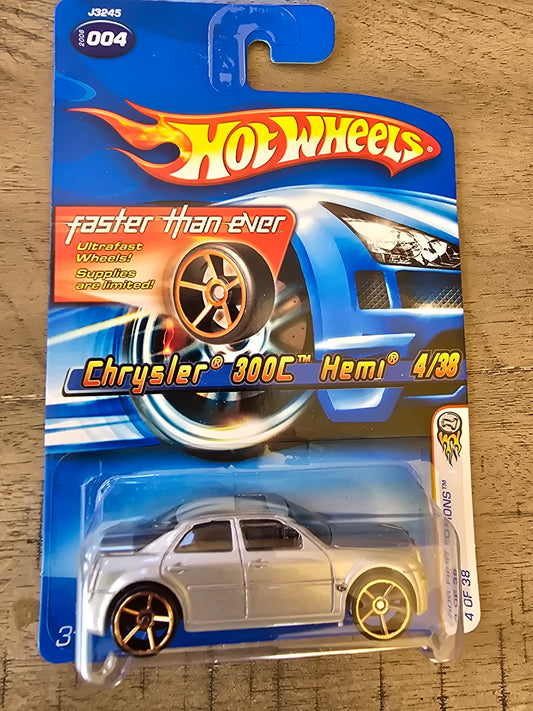 J3245
2006
004
HOT WHEELS®
faster than ever™
Ultrafast
Wheels!
Supplies
are limited!
Chrysler® 300C™ Hemi® 4/38
4 OF 38